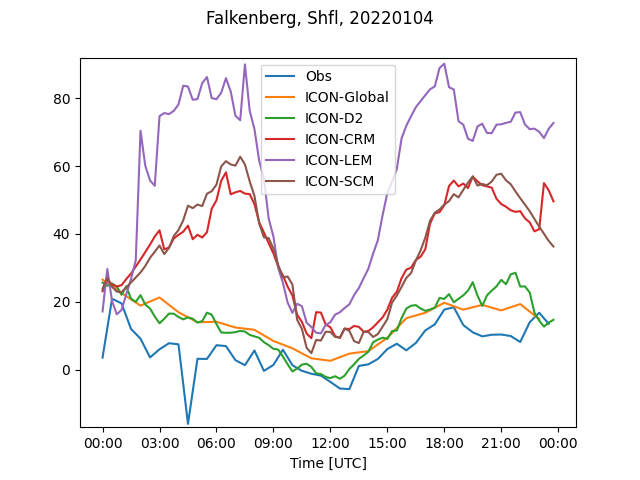 Falkenberg, Shfl, 20220104
Obs
ICON-Global
ICON-D2
ICON-CRM
ICON-LEM
ICON-SCM
80
60
40
20
0
00:00 03:00 06:00 09:00 12:00 15:00 18:00 21:00 00:00
Time [UTC]